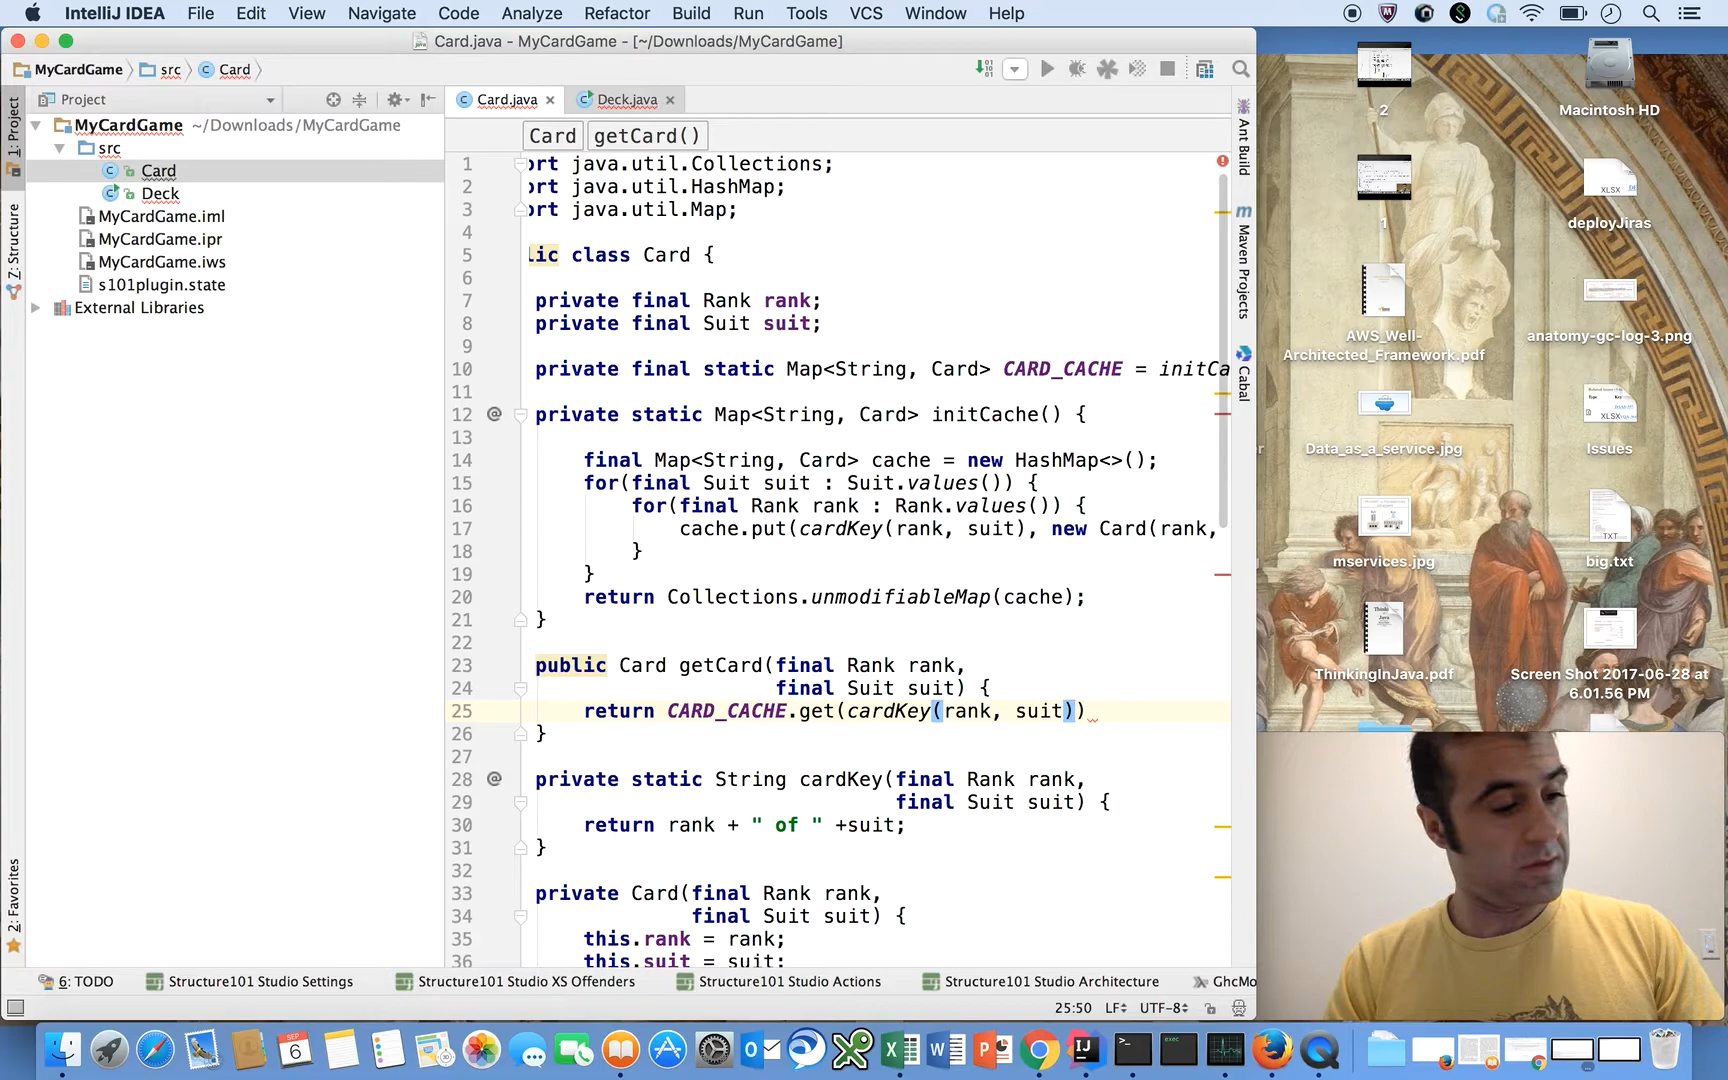 IntelliJ IDEA File Edit View Navigate Code Analyze Refactor Build Run Tools VCS Window Help
Card.java - MyCardGame - [~/Downloads/MyCardGame]
MyCardGame src Card
Project
Card.java
Deck.java
1: Project
7: Structure
2: Favorites
MyCardGame ~/Downloads/MyCardGame
src
Card
Deck
MyCardGame.iml
MyCardGame.ipr
MyCardGame.iws
s101plugin.state
External Libraries
Card getCard()
1 ort java.util.Collections;
2 ort java.util.HashMap;
3 ort java.util.Map;
4
5 lic class Card {
6
7 private final Rank rank;
8 private final Suit suit;
9
10 private final static Map<String, Card> CARD_CACHE = initCa
11
12 private static Map<String, Card> initCache() {
13
14 final Map<String, Card> cache = new HashMap<>();
15 for(final Suit suit : Suit.values()) {
16 for(final Rank rank : Rank.values()) {
17 cache.put(cardKey(rank, suit), new Card(rank,
18 }
19 }
20 return Collections.unmodifiableMap(cache);
21 }
22
23 public Card getCard(final Rank rank,
24 final Suit suit) {
25 return CARD_CACHE.get(cardKey(rank, suit))
26 }
27
28 private static String cardKey(final Rank rank,
29 final Suit suit) {
30 return rank + " of " +suit;
31 }
32
33 private Card(final Rank rank,
34 final Suit suit) {
35 this.rank = rank;
36 this.suit = suit;
Ant Build
Maven Projects
Cabal
6: TODO
Structure101 Studio Settings
Structure101 Studio XS Offenders
Structure101 Studio Actions
Structure101 Studio Architecture
GhcMo
25:50 LF UTF-8
2
Macintosh HD
1
deployJiras
AWS_Well-
Architected_Framework.pdf
anatomy-gc-log-3.png
er
Data_as_a_service.jpg
Issues
mservices.jpg
big.txt
ThinkingInJava.pdf
Screen Shot 2017-06-28 at
6.01.56 PM
XLSX
XLSX
TXT
SEP
6